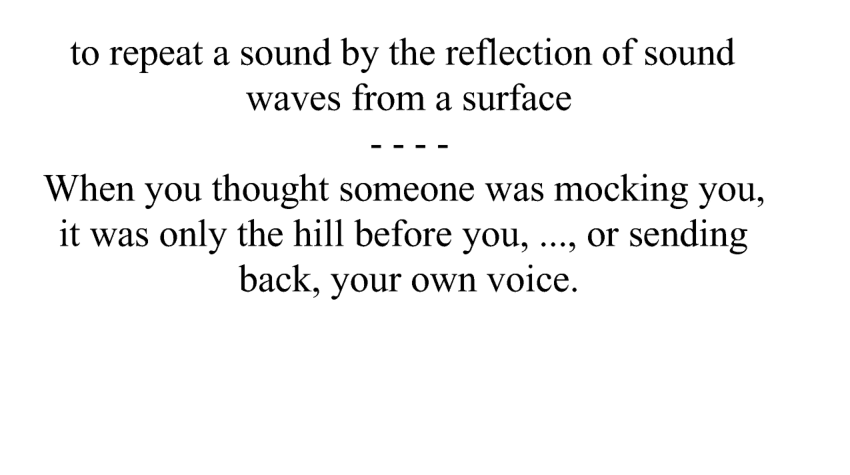 to repeat a sound by the reflection of sound
waves from a surface
- - - -
When you thought someone was mocking you,
it was only the hill before you, ..., or sending
back, your own voice.